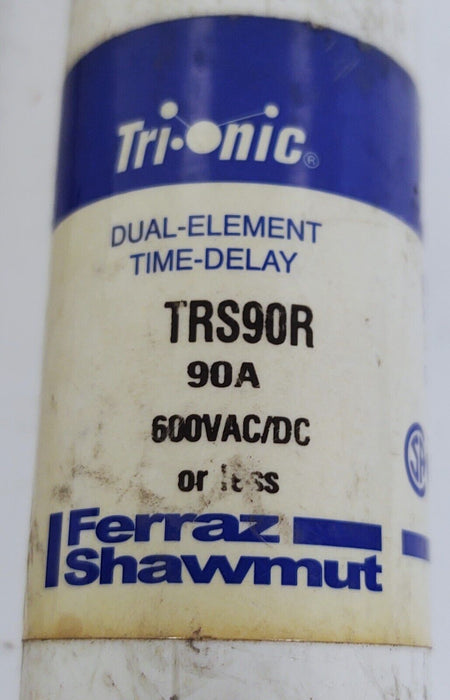 Tri-onic®
DUAL-ELEMENT
TIME-DELAY
TRS90R
90A
600VAC/DC
or less
Ferraz
Shawmut